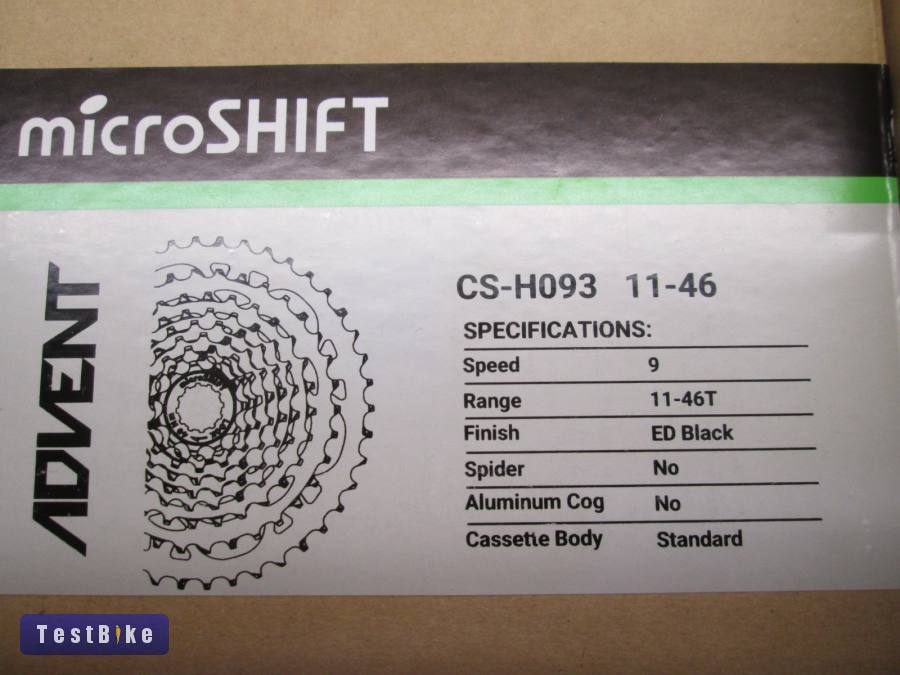 microSHIFT
ADVENT
CS-H093 11-46
SPECIFICATIONS:
Speed 9
Range 11-46T
Finish ED Black
Spider No
Aluminum Cog No
Cassette Body Standard
TestBike